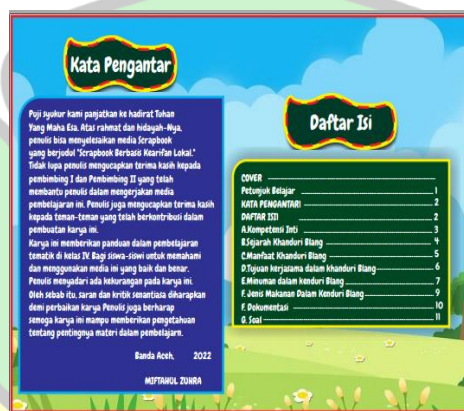 Kata Pengantar
Puji syukur kami panjatkan ke hadirat Tuhan
Yang Maha Esa. Atas rahmat dan hidayah-Nya,
penulis bisa menyelesaikan media Scrapbook
yang berjudul "Scrapbook Berbasis Kearifan Lokal."
Tidak lupa penulis mengucapkan terima kasih kepada
pembimbing I dan Pembimbing II yang telah
membantu penulis dalam mengerjakan media
pembelajaran ini. Penulis juga mengucapkan terima kasih
kepada teman-teman yang telah berkontribusi dalam
pembuatan karya ini.
Karya ini memberikan panduan dalam pembelajaran
tematik di kelas IV. Bagi siswa-siswi untuk memahami
dan menggunakan media ini yang baik dan benar.
Penulis menyadari ada kekurangan pada karya ini.
Oleh sebab itu, saran dan kritik senantiasa diharapkan
demi perbaikan karya Penulis juga berharap
semoga karya ini mampu memberikan pengetahuan
tentang pentingnya materi dalam pembelajarn.
Banda Aceh, 2022
MIFTAHUL ZUHRA
Daftar Isi
COVER
Petunjuk Belajar 1
KATA PENGANTARI 2
DAFTAR ISII 2
A.Kompetensi Inti 3
B.Sejarah Khanduri Blang 4
C.Manfaat Khanduri Blang 5
D.Tujuan kerjasama dalam khanduri Blang 6
E.Minuman dalam kenduri Blang 7
F. Jenis Makanan Dalam Kenduri Blang 9
F. Dokumentasi 10
G. Soal 11